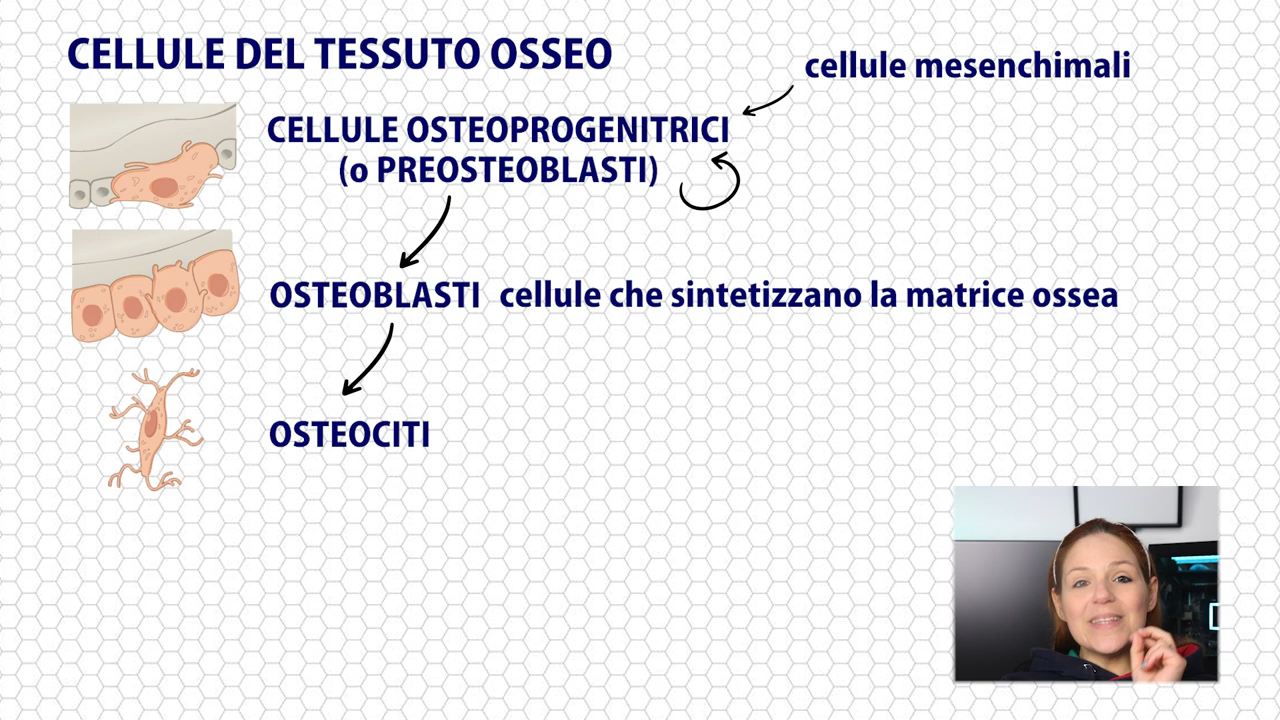 CELLULE DEL TESSUTO OSSEO
cellule mesenchimali
CELLULE OSTEOPROGENITRICI
(o PREOSTEOBLASTI)
OSTEOBLASTI cellule che sintetizzano la matrice ossea
OSTEOCITI